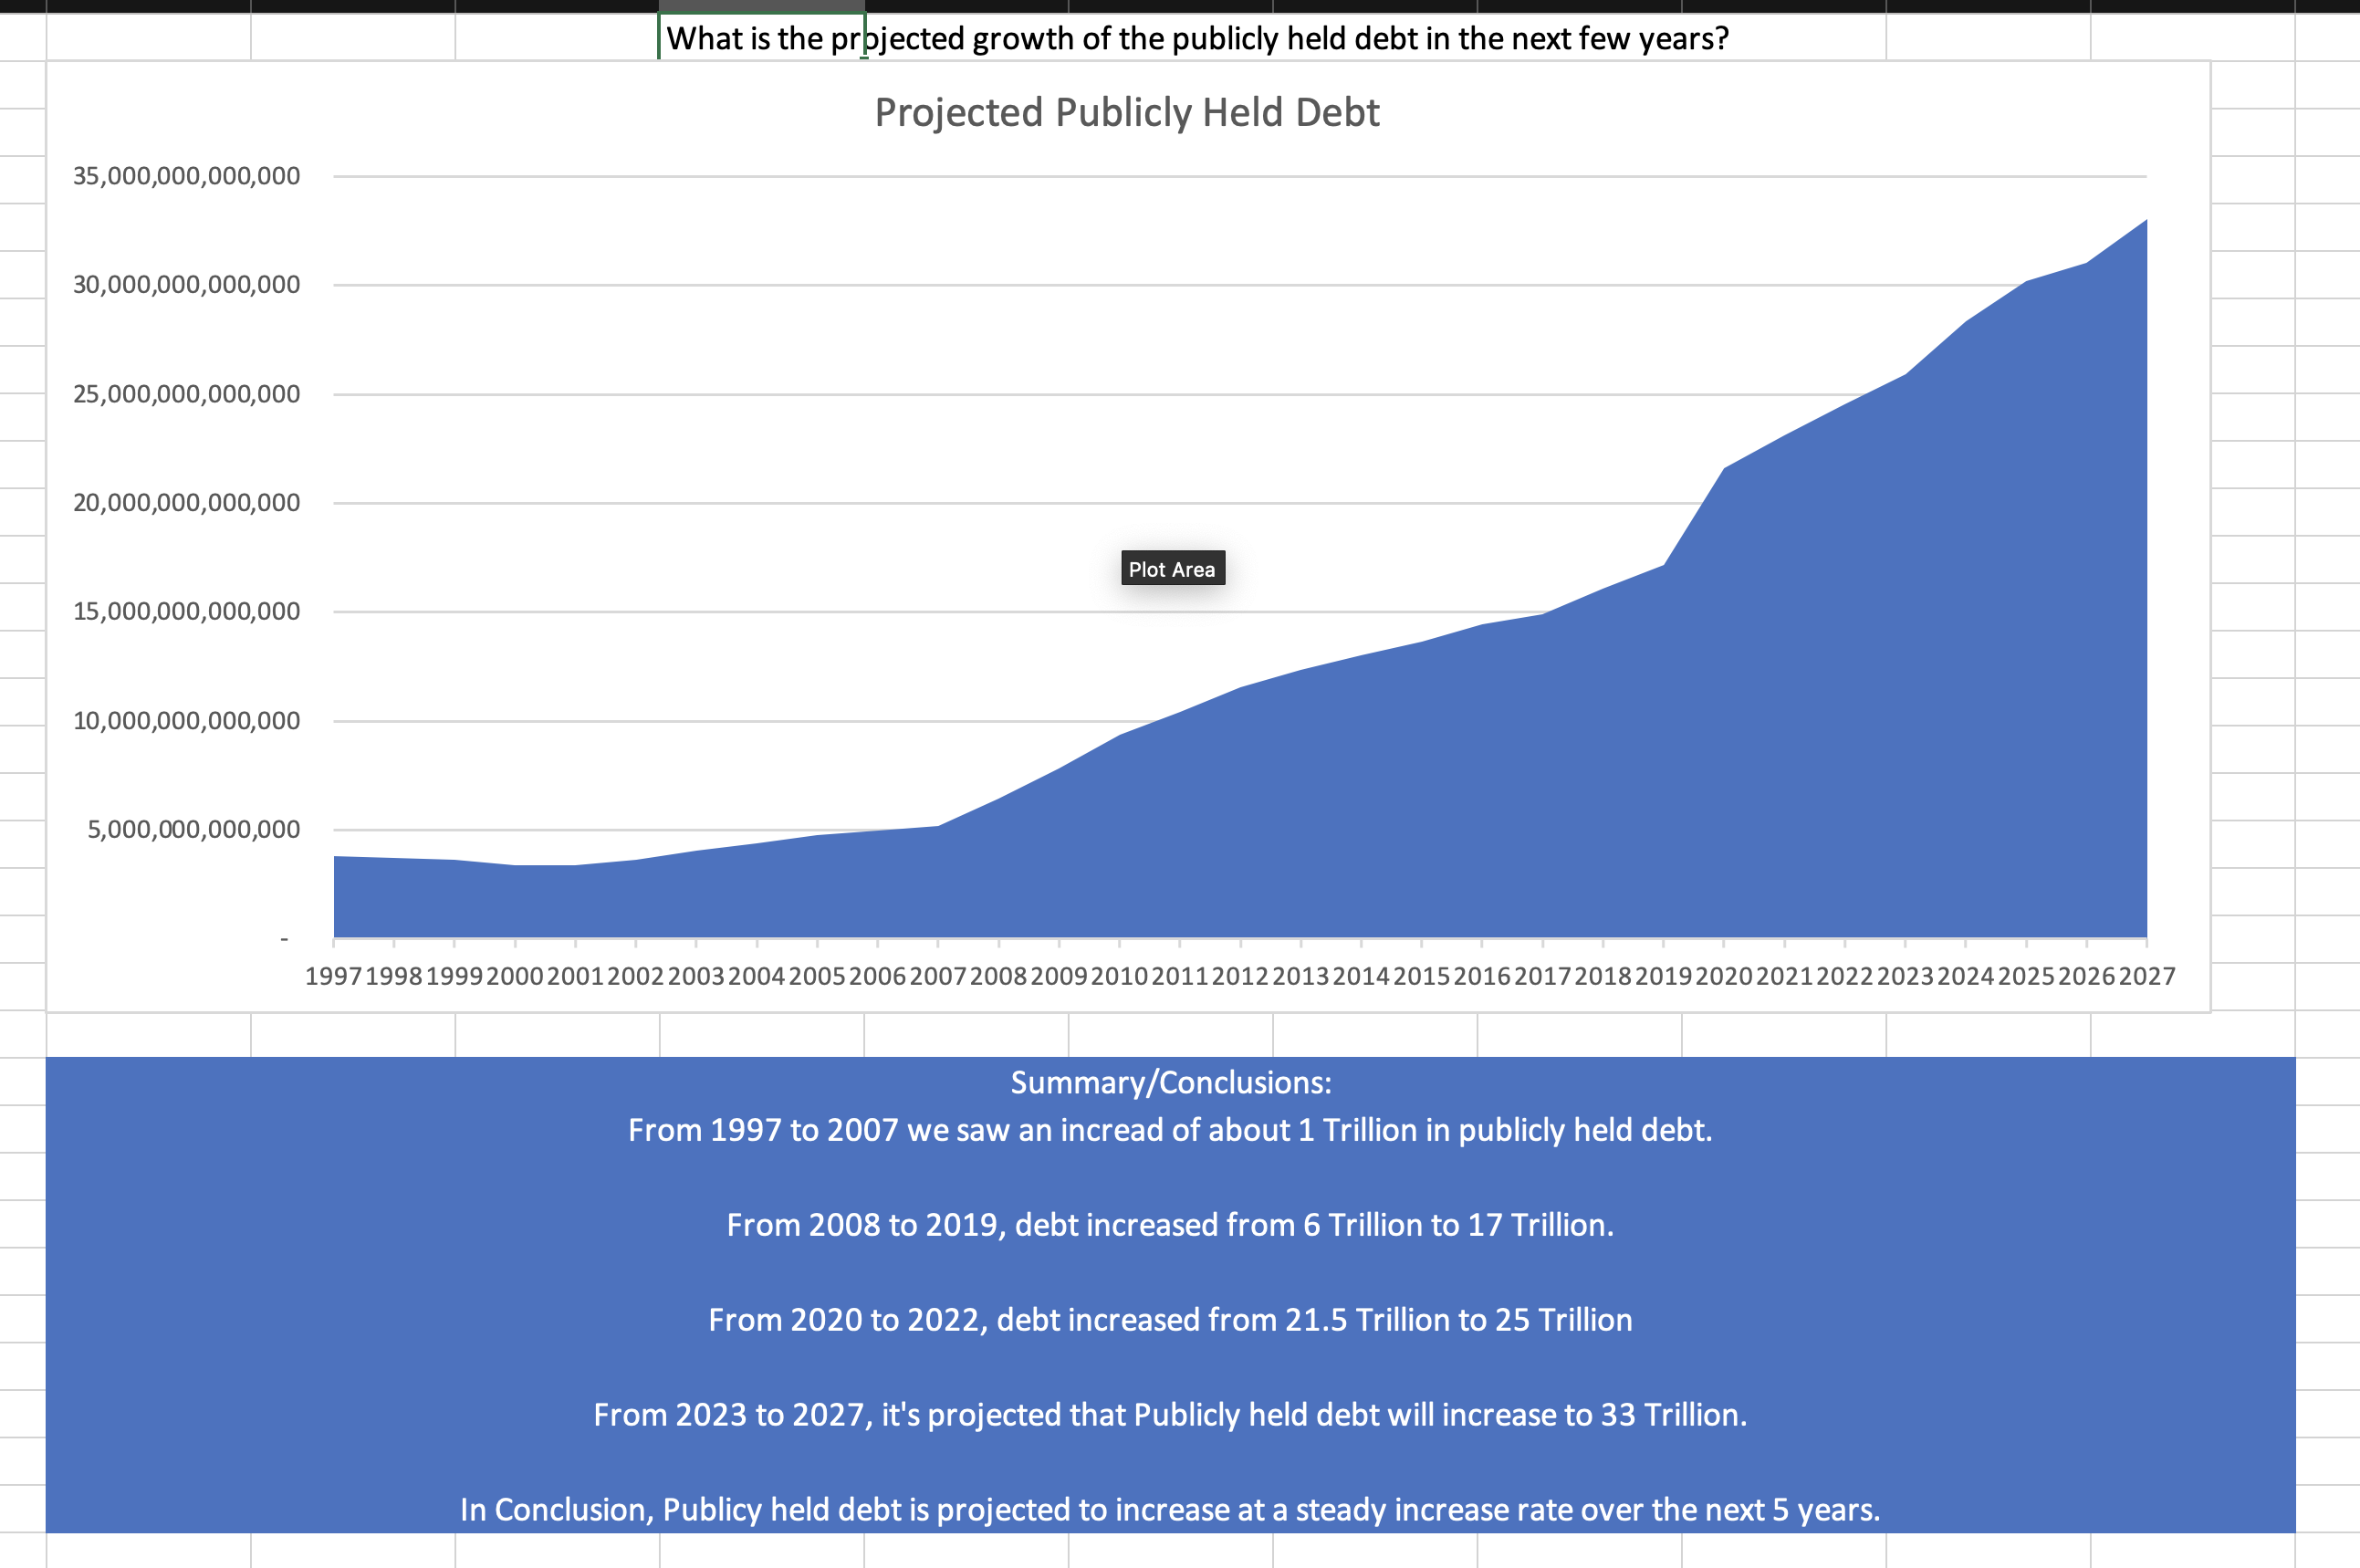 What is the projected growth of the publicly held debt in the next few years?
Projected Publicly Held Debt
35,000,000,000,000
30,000,000,000,000
25,000,000,000,000
20,000,000,000,000
15,000,000,000,000
10,000,000,000,000
5,000,000,000,000
-
Plot Area
1997 1998 1999 2000 2001 2002 2003 2004 2005 2006 2007 2008 2009 2010 2011 2012 2013 2014 2015 2016 2017 2018 2019 2020 2021 2022 2023 2024 2025 2026 2027
Summary/Conclusions:
From 1997 to 2007 we saw an incread of about 1 Trillion in publicly held debt.
From 2008 to 2019, debt increased from 6 Trillion to 17 Trillion.
From 2020 to 2022, debt increased from 21.5 Trillion to 25 Trillion
From 2023 to 2027, it's projected that Publicly held debt will increase to 33 Trillion.
In Conclusion, Publicy held debt is projected to increase at a steady increase rate over the next 5 years.